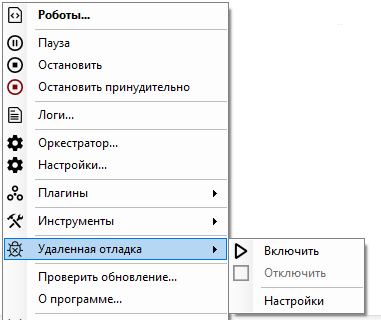 Роботы...
Пауза
Остановить
Остановить принудительно
Логи...
Оркестратор...
Настройки...
Плагины
Инструменты
Удаленная отладка
Включить
Отключить
Настройки
Проверить обновление...
О программе...